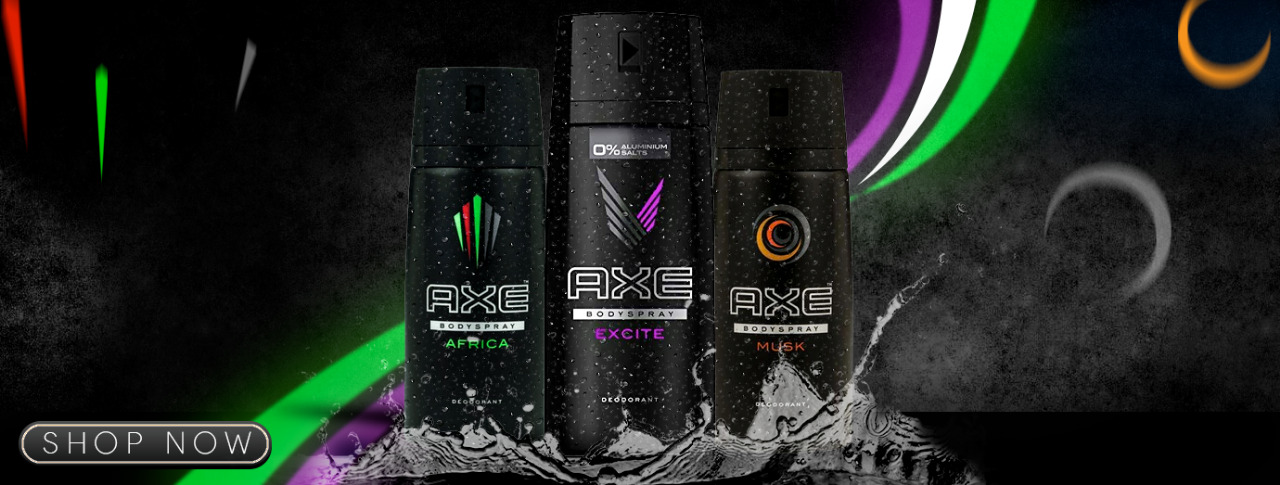 AXE
BODYSPRAY
AFRICA
DEODORANT
0% ALUMINIUM
SALTS
AXE
BODYSPRAY
EXCITE
DEODORANT
AXE
BODYSPRAY
MUSK
DEODORANT
SHOP NOW